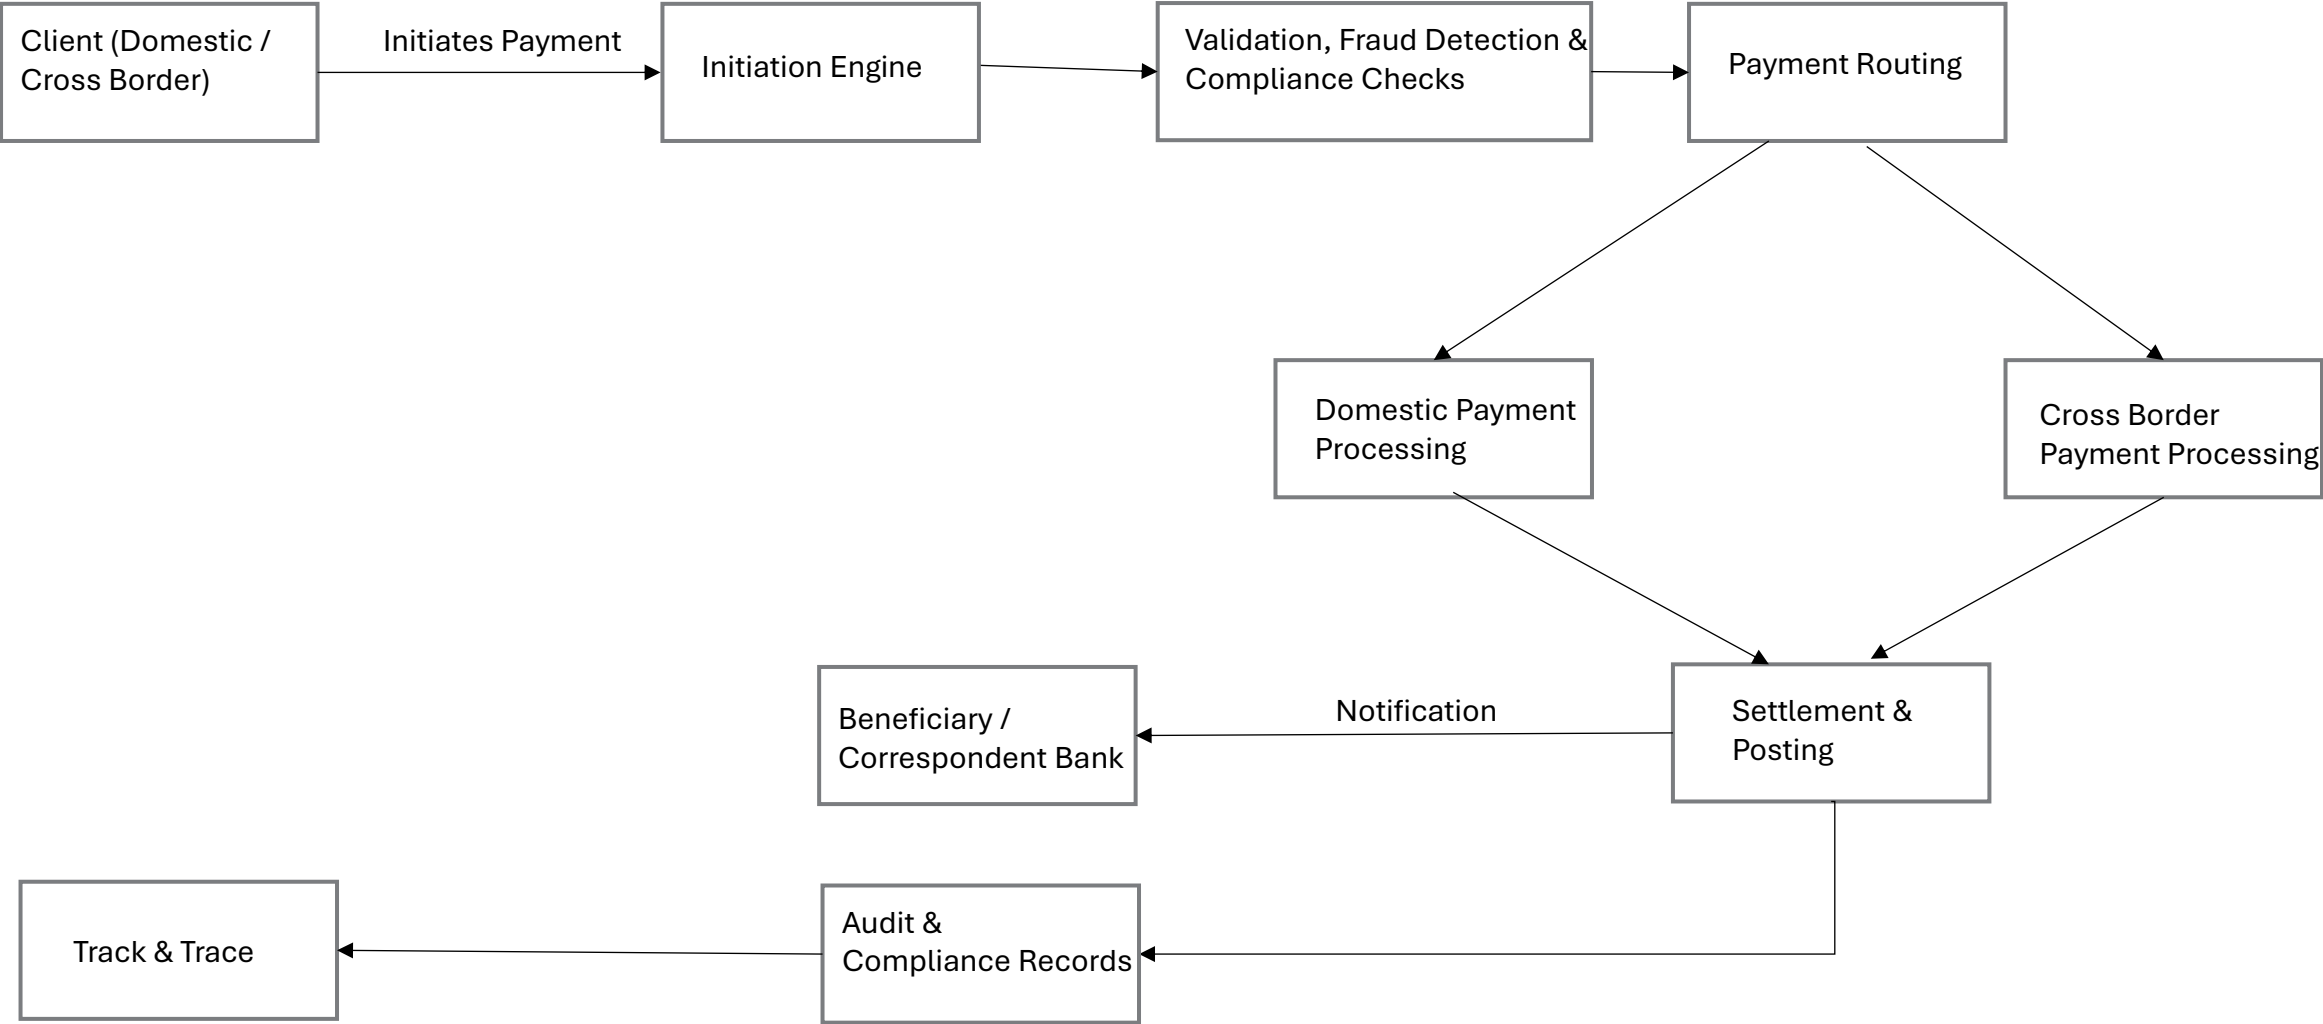 Client (Domestic /
Cross Border)
Initiates Payment
Initiation Engine
Validation, Fraud Detection &
Compliance Checks
Payment Routing
Domestic Payment
Processing
Cross Border
Payment Processing
Beneficiary /
Correspondent Bank
Notification
Settlement &
Posting
Track & Trace
Audit &
Compliance Records